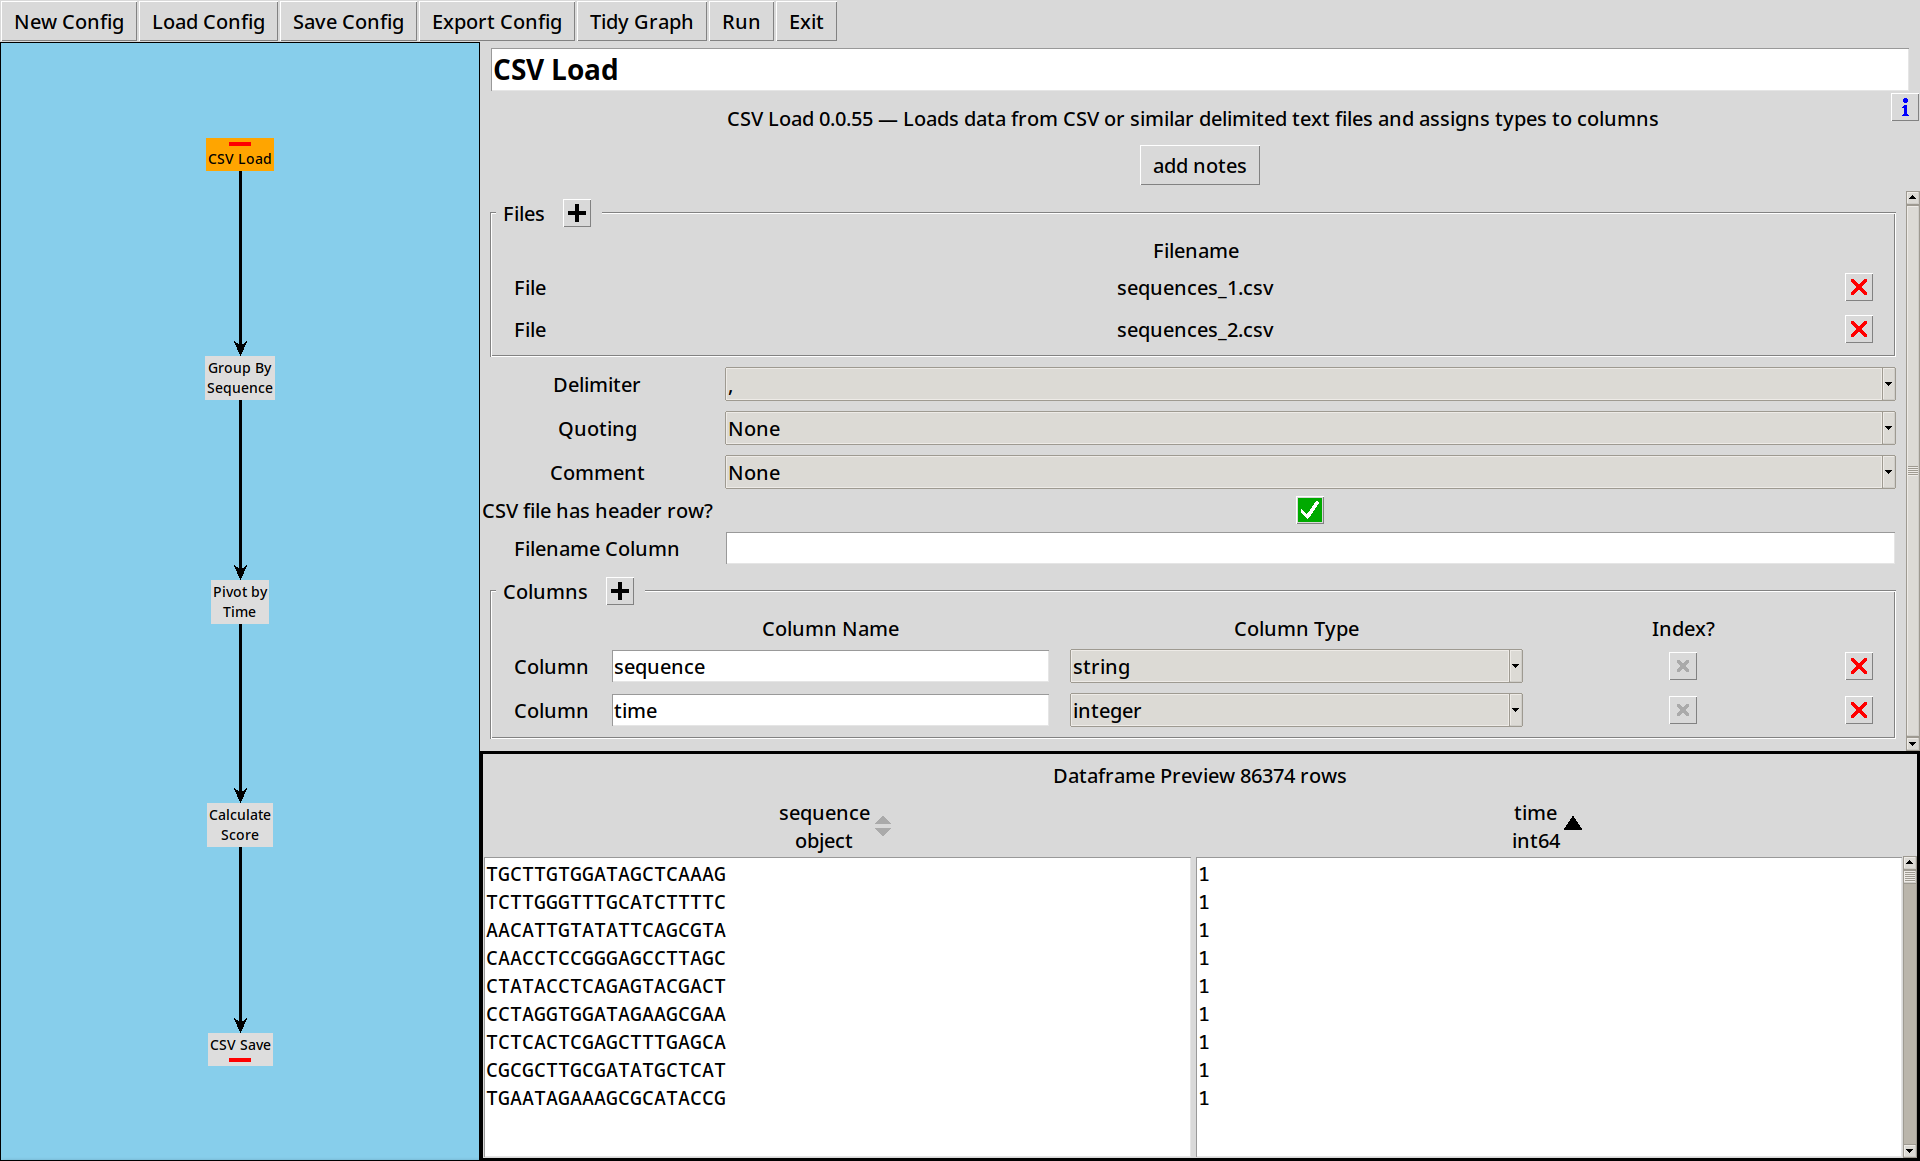 New Config Load Config Save Config Export Config Tidy Graph Run Exit
CSV Load
Group By
Sequence
Pivot by
Time
Calculate
Score
CSV Save
CSV Load
CSV Load 0.0.55 — Loads data from CSV or similar delimited text files and assigns types to columns
i
add notes
Files
Filename
File sequences_1.csv
File sequences_2.csv
Delimiter ,
Quoting None
Comment None
CSV file has header row?
Filename Column
Columns
Column Name Column Type Index?
Column sequence string
Column time integer
Dataframe Preview 86374 rows
sequence time
object int64
TGCTTGTGGATAGCTCAAAG 1
TCTTGGGTTTGCATCTTTTC 1
AACATTGTATATTCAGCGTA 1
CAACCTCCGGGAGCCTTAGC 1
CTATACCTCAGAGTACGACT 1
CCTAGGTGGATAGAAGCGAA 1
TCTCACTCGAGCTTTGAGCA 1
CGCGCTTGCGATATGCTCAT 1
TGAATAGAAAGCGCATACCG 1